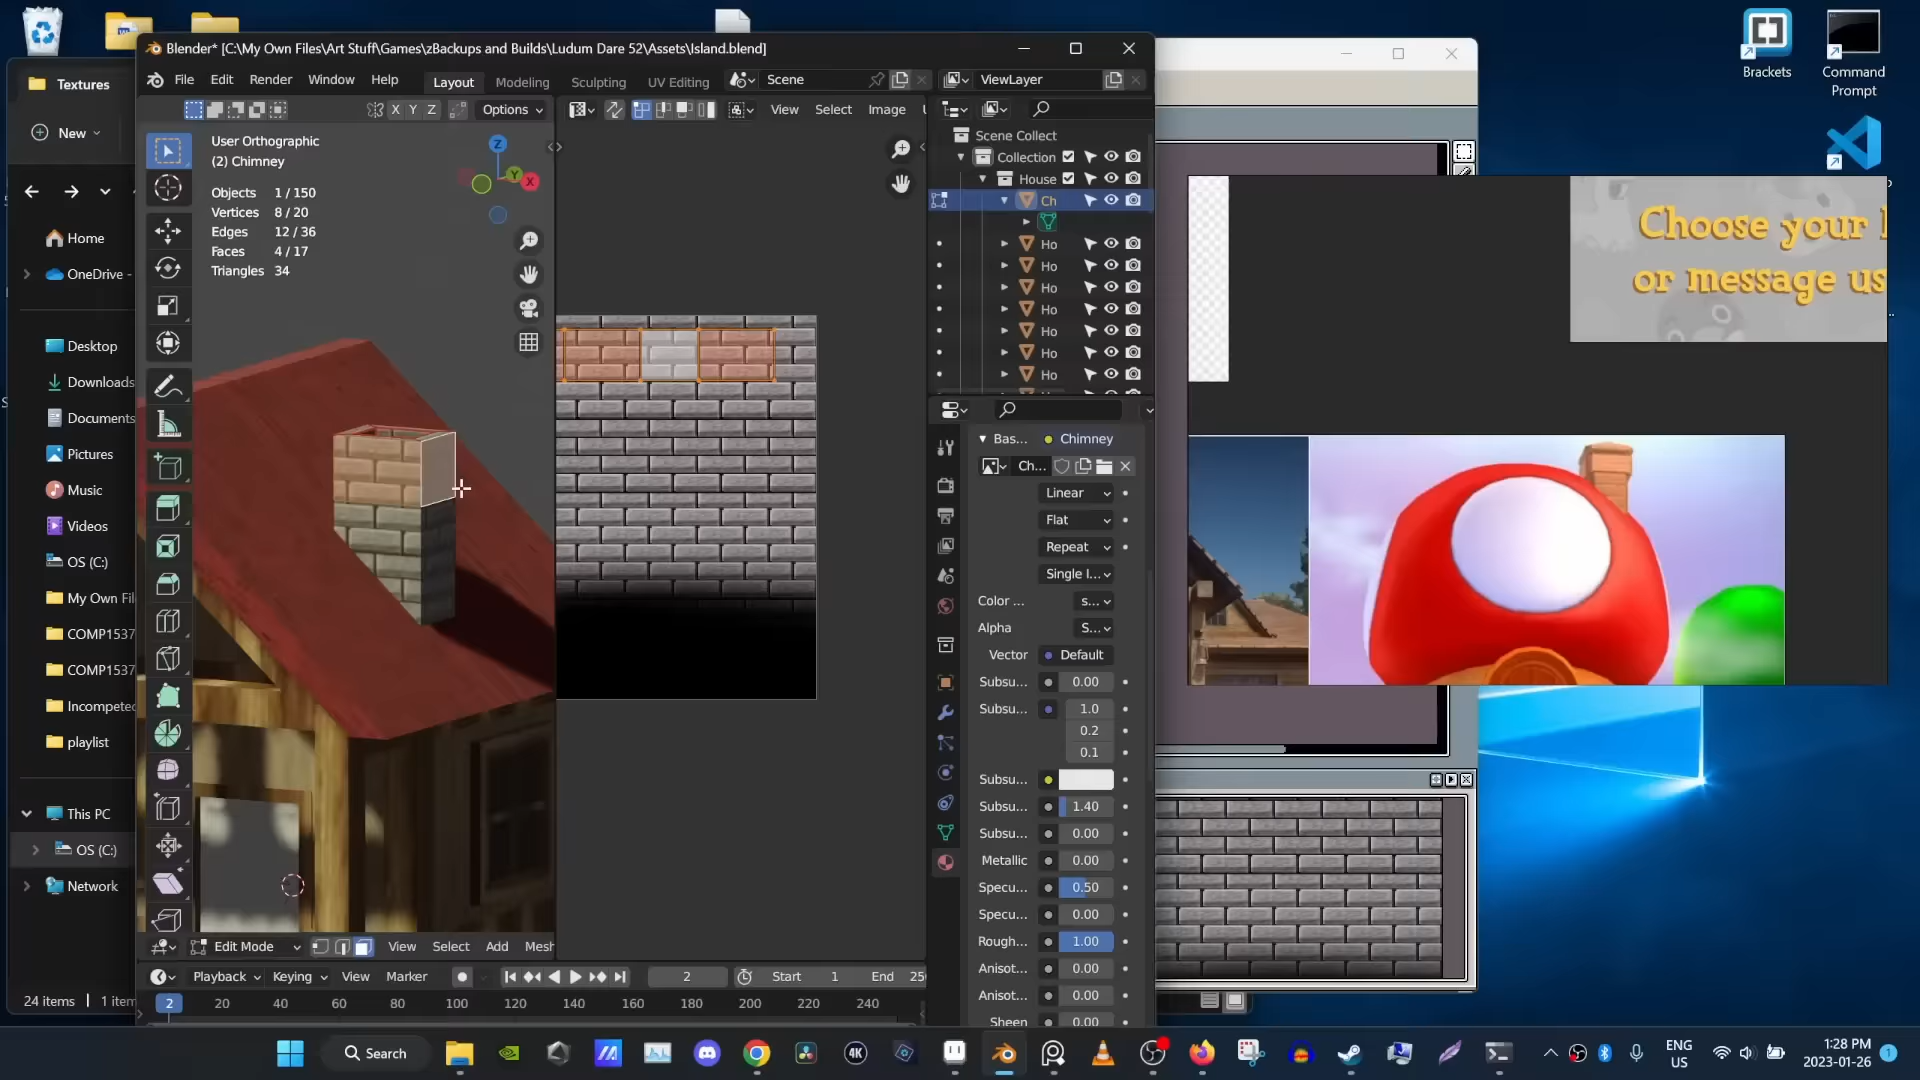 Brackets
Command
Prompt
Textures
New
Home
OneDrive -
Desktop
Downloads
Documents
Pictures
Music
Videos
OS (C:)
My Own Fil
COMP1537
COMP1537
Incompeted
playlist
This PC
OS (C:)
Network
24 items
1 item
Blender* [C:\My Own Files\Art Stuff\Games\zBackups and Builds\Ludum Dare 52\Assets\Island.blend]
File Edit Render Window Help Layout Modeling Sculpting UV Editing Scene ViewLayer
X Y Z Options
View Select Image
User Orthographic
(2) Chimney
Objects 1 / 150
Vertices 8 / 20
Edges 12 / 36
Faces 4 / 17
Triangles 34
Z
Y
X
Scene Collect
Collection
House
Ch
Ho
Ho
Ho
Ho
Ho
Ho
Ho
Bas... Chimney
Ch...
Linear
Flat
Repeat
Single I...
Color ... s...
Alpha S...
Vector Default
Subsu... 0.00
Subsu... 1.0
0.2
0.1
Subsu...
Subsu... 1.40
Subsu... 0.00
Metallic 0.00
Specu... 0.50
Specu... 0.00
Rough... 1.00
Anisot... 0.00
Anisot... 0.00
Sheen 0.00
Edit Mode View Select Add Mesh
Playback Keying View Marker 2 Start 1 End 25
2 20 40 60 80 100 120 140 160 180 200 220 240
Choose your
or message us
Search
4K
ENG
US
1:28 PM
2023-01-26
1